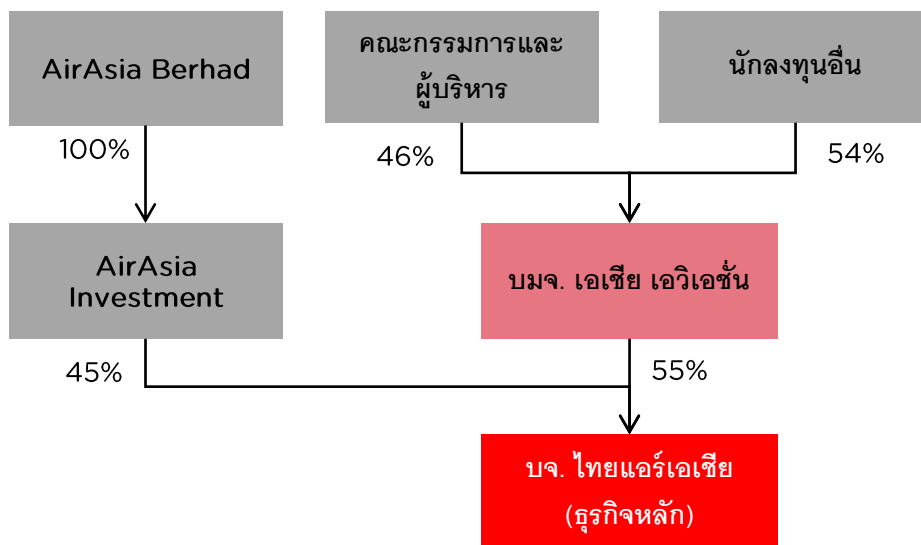 AirAsia Berhad
คณะกรรมการและ
ผู้บริหาร
นักลงทุนอื่น
100%
46%
54%
AirAsia
Investment
บมจ. เอเชีย เอวิเอชั่น
45%
55%
บจ. ไทยแอร์เอเชีย
(ธุรกิจหลัก)